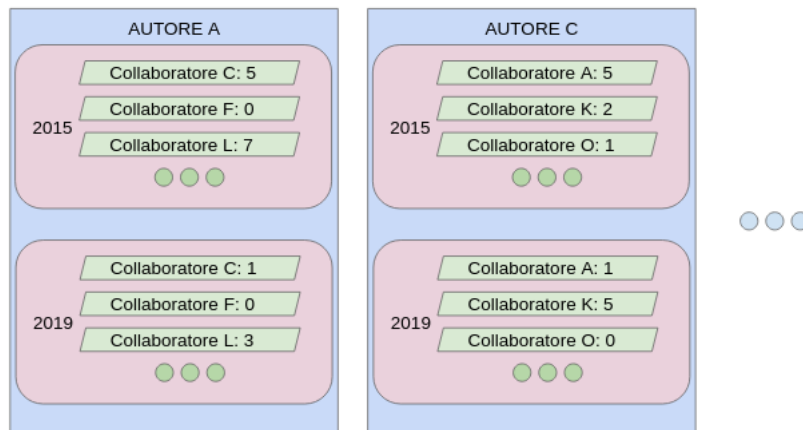 AUTORE A
2015
Collaboratore C: 5
Collaboratore F: 0
Collaboratore L: 7
2019
Collaboratore C: 1
Collaboratore F: 0
Collaboratore L: 3
AUTORE C
2015
Collaboratore A: 5
Collaboratore K: 2
Collaboratore O: 1
2019
Collaboratore A: 1
Collaboratore K: 5
Collaboratore O: 0